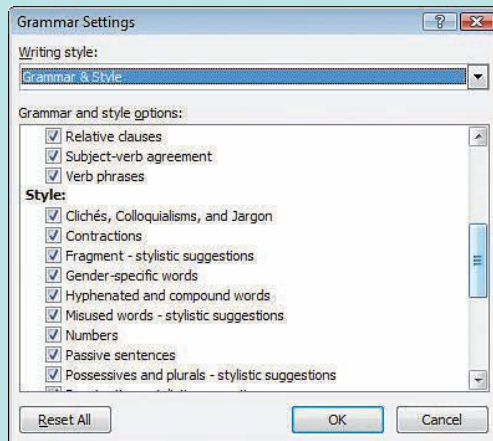 Grammar Settings
Writing style:
Grammar & Style
Grammar and style options:
Relative clauses
Subject-verb agreement
Verb phrases
Style:
Clichés, Colloquialisms, and Jargon
Contractions
Fragment - stylistic suggestions
Gender-specific words
Hyphenated and compound words
Misused words - stylistic suggestions
Numbers
Passive sentences
Possessives and plurals - stylistic suggestions
Reset All OK Cancel